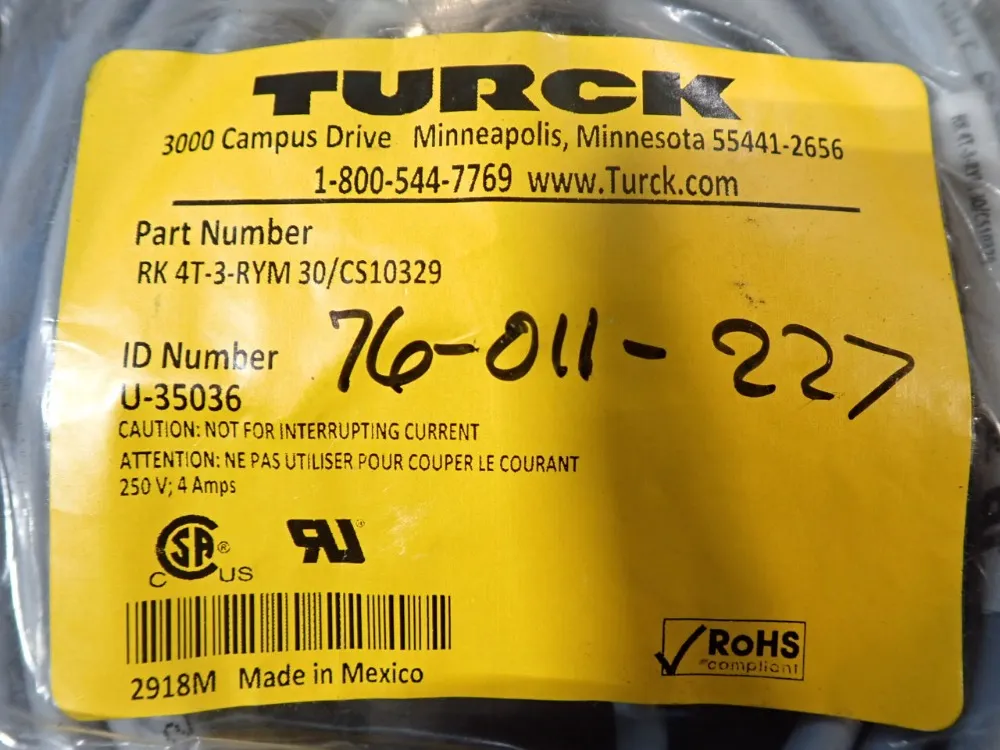 TURCK
3000 Campus Drive Minneapolis, Minnesota 55441-2656
1-800-544-7769 www.Turck.com
Part Number
RK 4T-3-RYM 30/CS10329
76-011-227
ID Number
U-35036
CAUTION: NOT FOR INTERRUPTING CURRENT
ATTENTION: NE PAS UTILISER POUR COUPER LE COURANT
250 V; 4 Amps
C SA® C US
RU®
2918M Made in Mexico
RoHS
compliant